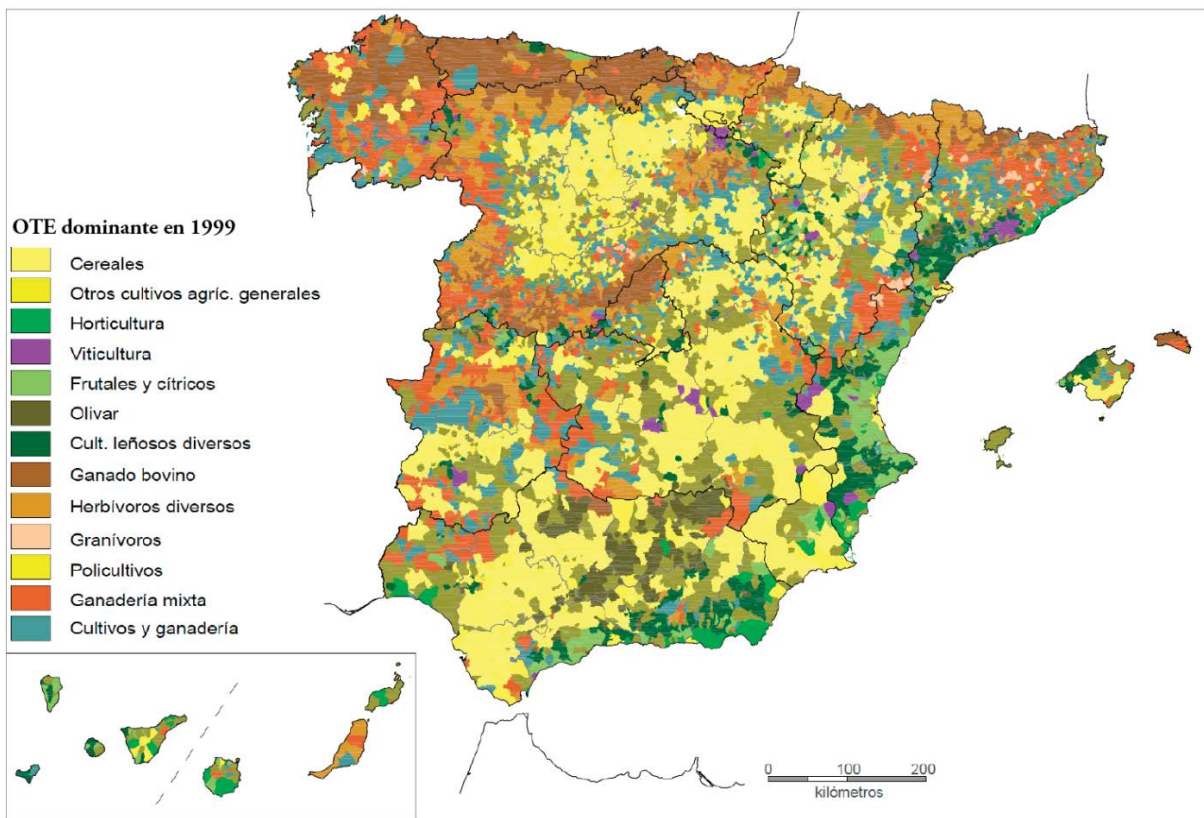 OTE dominante en 1999
Cereales
Otros cultivos agríc. generales
Horticultura
Viticultura
Frutales y cítricos
Olivar
Cult. leñosos diversos
Ganado bovino
Herbívoros diversos
Granívoros
Policultivos
Ganadería mixta
Cultivos y ganadería
0 100 200
kilómetros